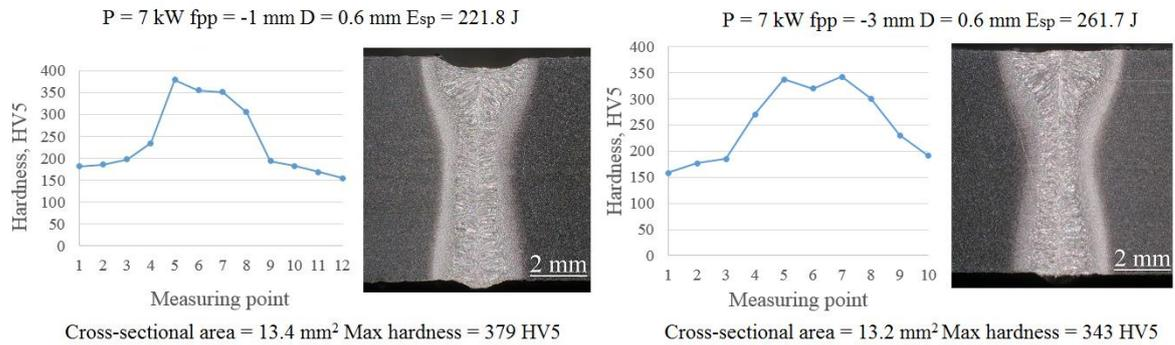 P = 7 kW fpp = -1 mm D = 0.6 mm Esp = 221.8 J
400
350
300
250
200
150
100
50
0
Hardness, HV5
1 2 3 4 5 6 7 8 9 10 11 12
Measuring point
2 mm
Cross-sectional area = 13.4 mm² Max hardness = 379 HV5
P = 7 kW fpp = -3 mm D = 0.6 mm Esp = 261.7 J
400
350
300
250
200
150
100
50
0
Hardness, HV5
1 2 3 4 5 6 7 8 9 10
Measuring point
2 mm
Cross-sectional area = 13.2 mm² Max hardness = 343 HV5